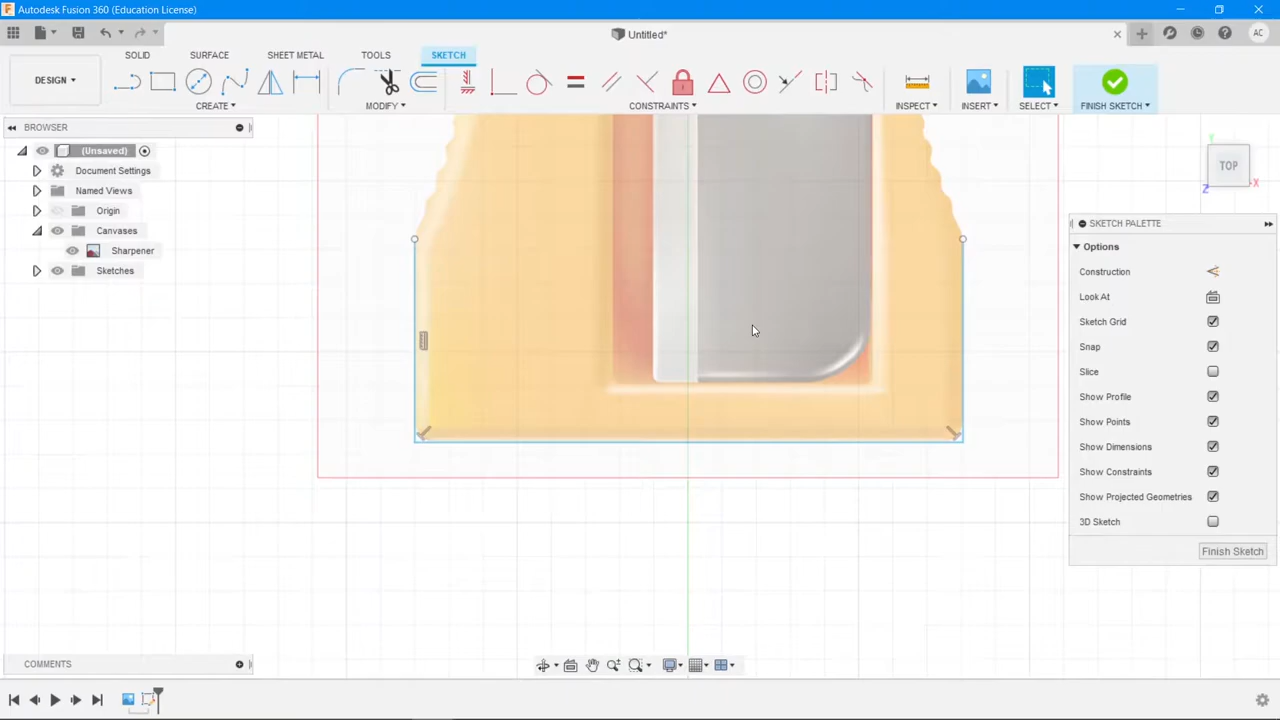 Autodesk Fusion 360 (Education License)
Untitled*
AC
DESIGN
SOLID SURFACE SHEET METAL TOOLS SKETCH
CREATE MODIFY CONSTRAINTS INSPECT INSERT SELECT FINISH SKETCH
BROWSER
(Unsaved)
Document Settings
Named Views
Origin
Canvases
Sharpener
Sketches
Y
TOP
Z X
SKETCH PALETTE
Options
Construction
Look At
Sketch Grid
Snap
Slice
Show Profile
Show Points
Show Dimensions
Show Constraints
Show Projected Geometries
3D Sketch
Finish Sketch
COMMENTS